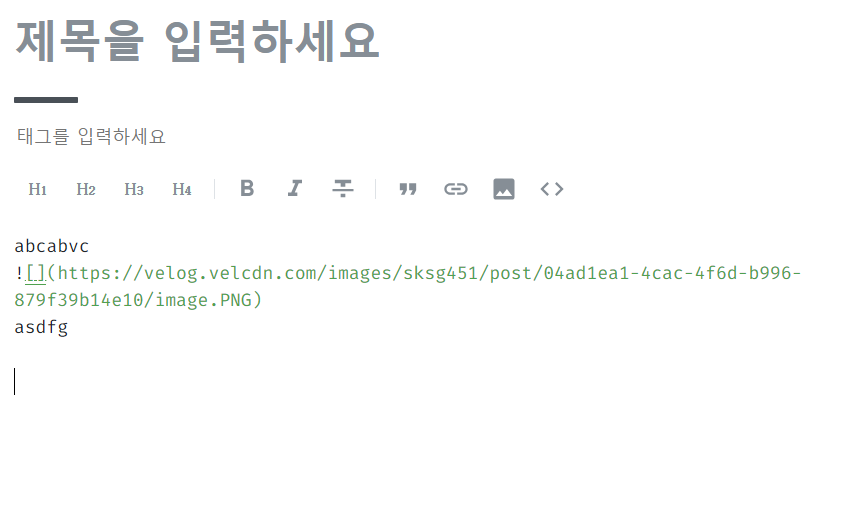 제목을 입력하세요
태그를 입력하세요
H1 H2 H3 H4 B I T <>
abcabvc
![](https://velog.velcdn.com/images/sksg451/post/04ad1ea1-4cac-4f6d-b996-
879f39b14e10/image.PNG)
asdfg